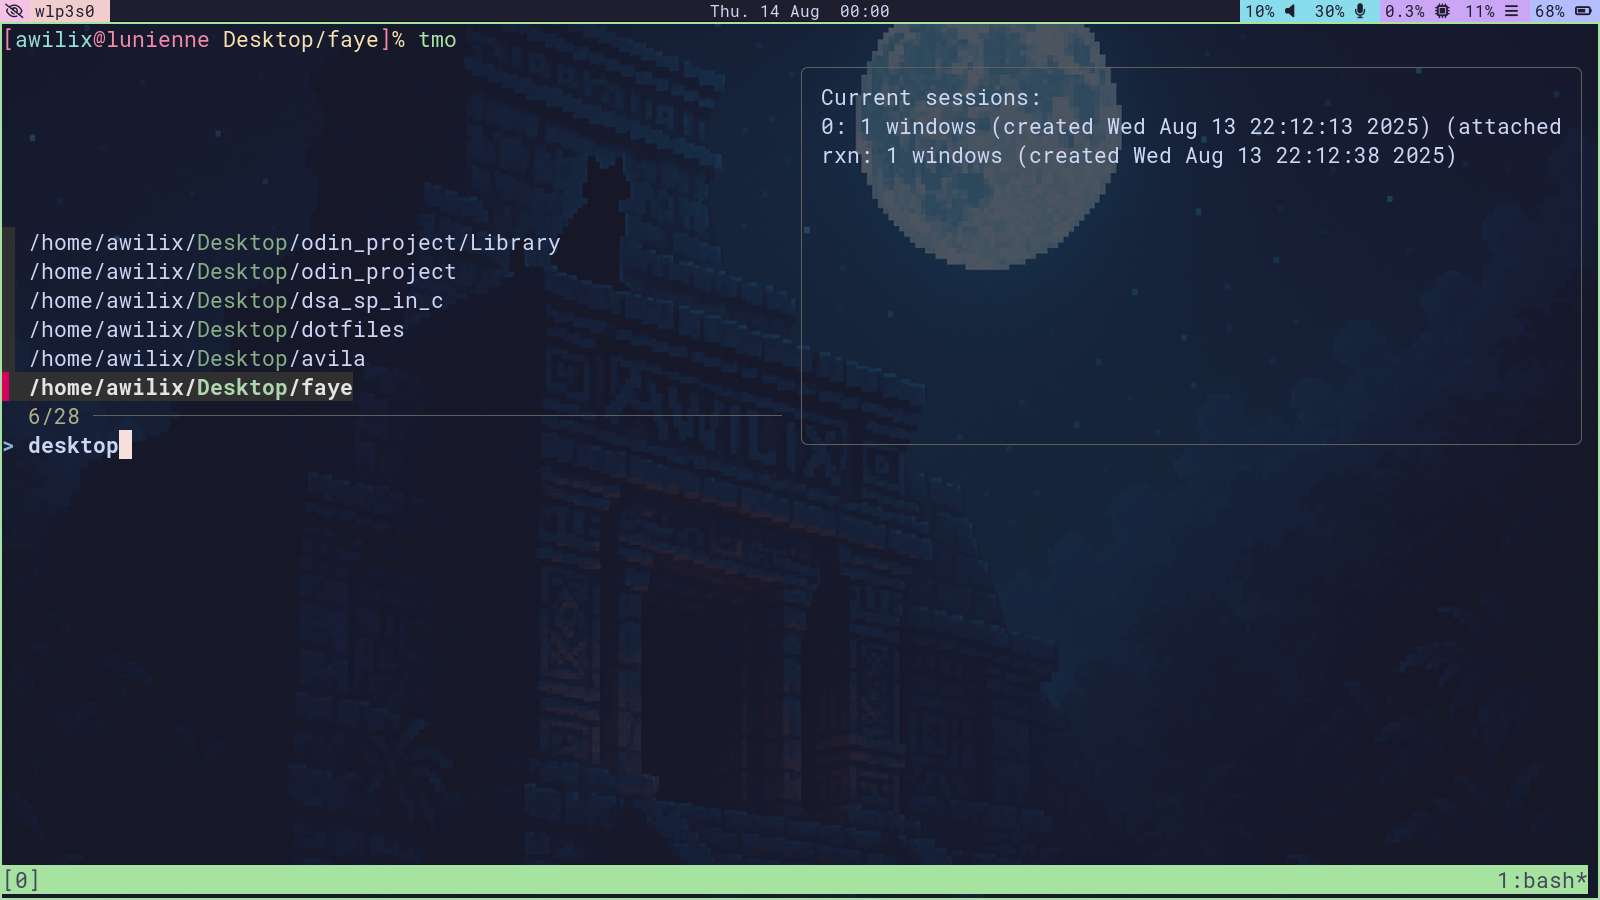 wlp3s0
Thu. 14 Aug 00:00
10% 30% 0.3% 11% 68%
[awilix@lunienne Desktop/faye]% tmo
Current sessions:
0: 1 windows (created Wed Aug 13 22:12:13 2025) (attached
rxn: 1 windows (created Wed Aug 13 22:12:38 2025)
/home/awilix/Desktop/odin_project/Library
/home/awilix/Desktop/odin_project
/home/awilix/Desktop/dsa_sp_in_c
/home/awilix/Desktop/dotfiles
/home/awilix/Desktop/avila
/home/awilix/Desktop/faye
6/28
> desktop
AWILIX
[0]
1:bash*